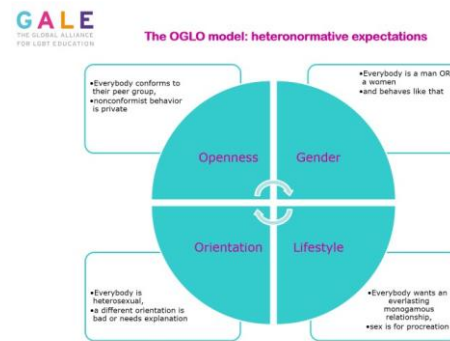 GALE
THE GLOBAL ALLIANCE
FOR LGBT EDUCATION
The OGLO model: heteronormative expectations
•Everybody conforms to
their peer group,
•nonconformist behavior
is private
•Everybody is a man OR
a women
•and behaves like that
Openness
Gender
Orientation
Lifestyle
•Everybody is
heterosexual,
•a different orientation is
bad or needs explanation
•Everybody wants an
everlasting
monogamous
relationship,
•sex is for procreation